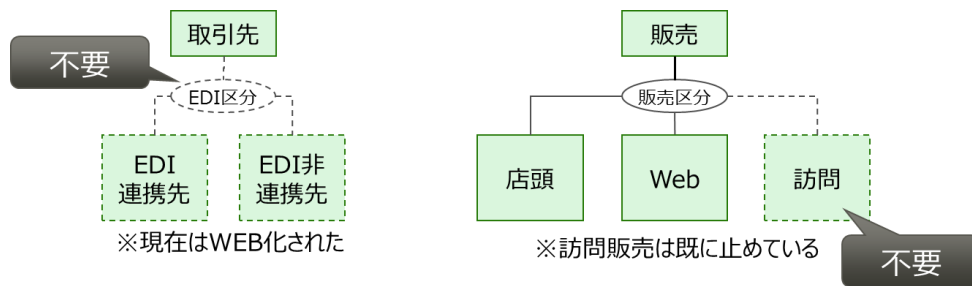 取引先
不要
EDI区分
EDI
連携先
EDI非
連携先
※現在はWEB化された
販売
販売区分
店頭
Web
訪問
※訪問販売は既に止めている
不要